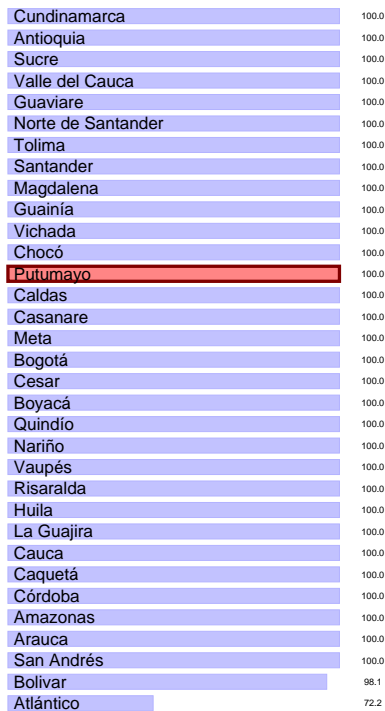 Cundinamarca 100.0
Antioquia 100.0
Sucre 100.0
Valle del Cauca 100.0
Guaviare 100.0
Norte de Santander 100.0
Tolima 100.0
Santander 100.0
Magdalena 100.0
Guainía 100.0
Vichada 100.0
Chocó 100.0
Putumayo 100.0
Caldas 100.0
Casanare 100.0
Meta 100.0
Bogotá 100.0
Cesar 100.0
Boyacá 100.0
Quindío 100.0
Nariño 100.0
Vaupés 100.0
Risaralda 100.0
Huila 100.0
La Guajira 100.0
Cauca 100.0
Caquetá 100.0
Córdoba 100.0
Amazonas 100.0
Arauca 100.0
San Andrés 100.0
Bolivar 98.1
Atlántico 72.2